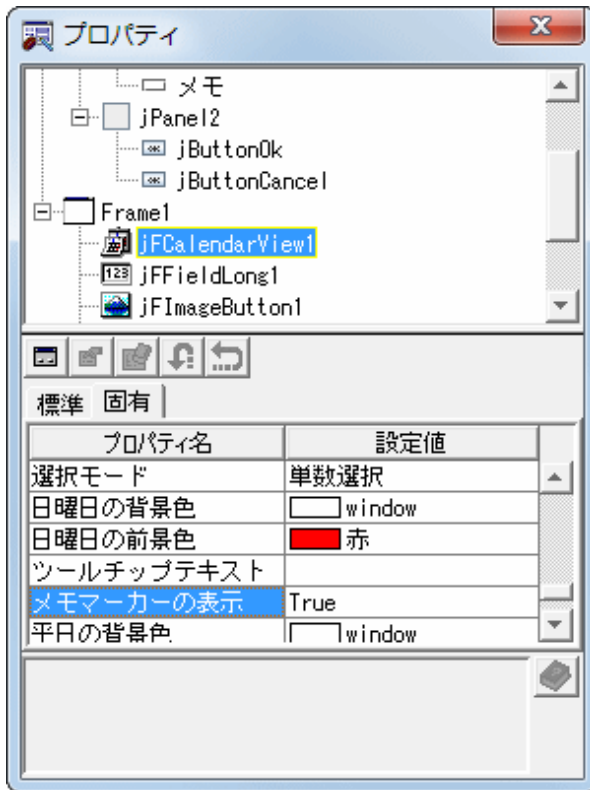 プロパティ
メモ
jPanel2
jButtonOk
jButtonCancel
Frame1
jFCalendarView1
123 jFFieldLong1
jFImageButton1
標準 固有
プロパティ名 設定値
選択モード 単数選択
日曜日の背景色 window
日曜日の前景色 赤
ツールチップテキスト
メモマーカーの表示 True
平日の背景色 window